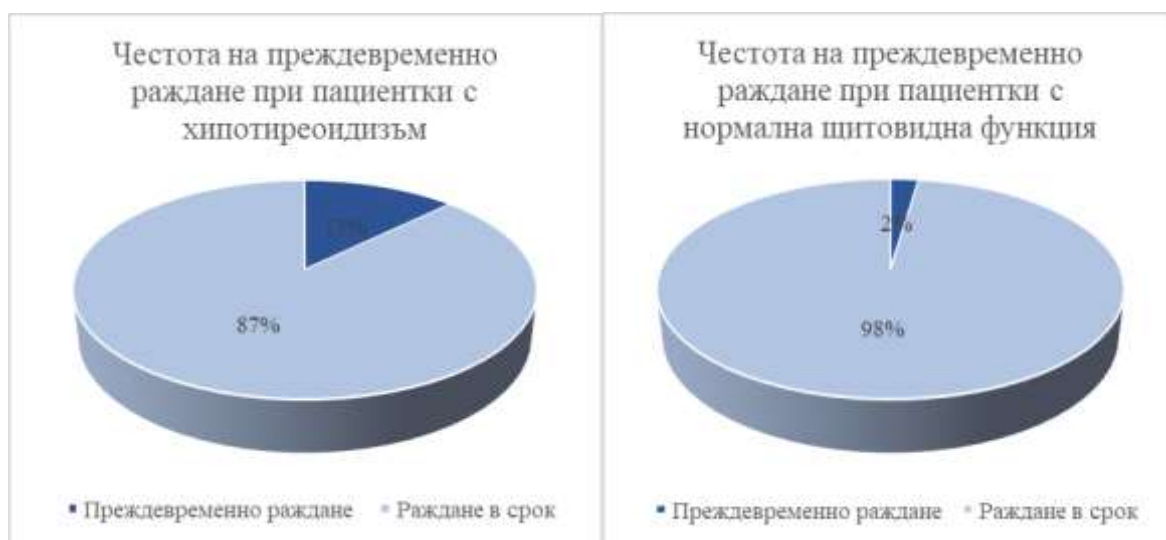 Честота на преждевременно
раждане при пациентки с
хипотиреоидизъм
87%
Преждевременно раждане
Раждане в срок
Честота на преждевременно
раждане при пациентки с
нормална щитовидна функция
2%
98%
Преждевременно раждане
Раждане в срок